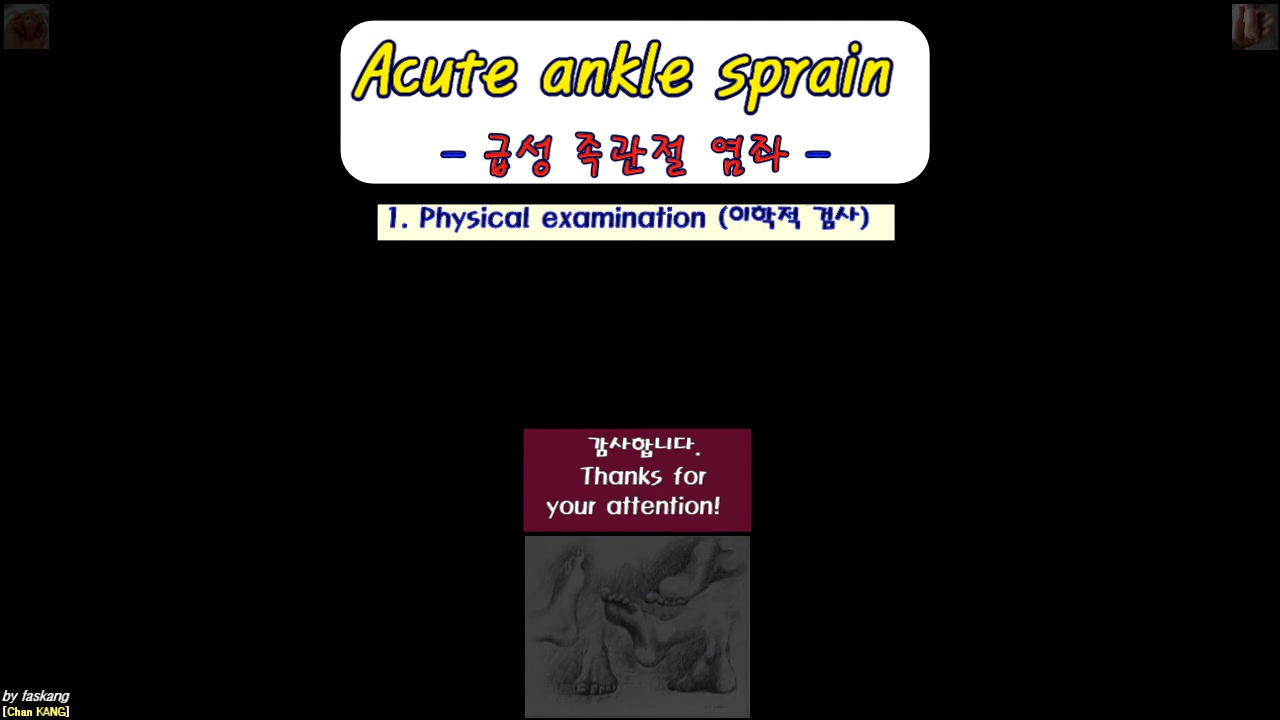 Acute ankle sprain
- 급성 족관절 염좌 -
1. Physical examination (이학적 검사)
감사합니다.
Thanks for
your attention!
by faskang
[Chan KANG]